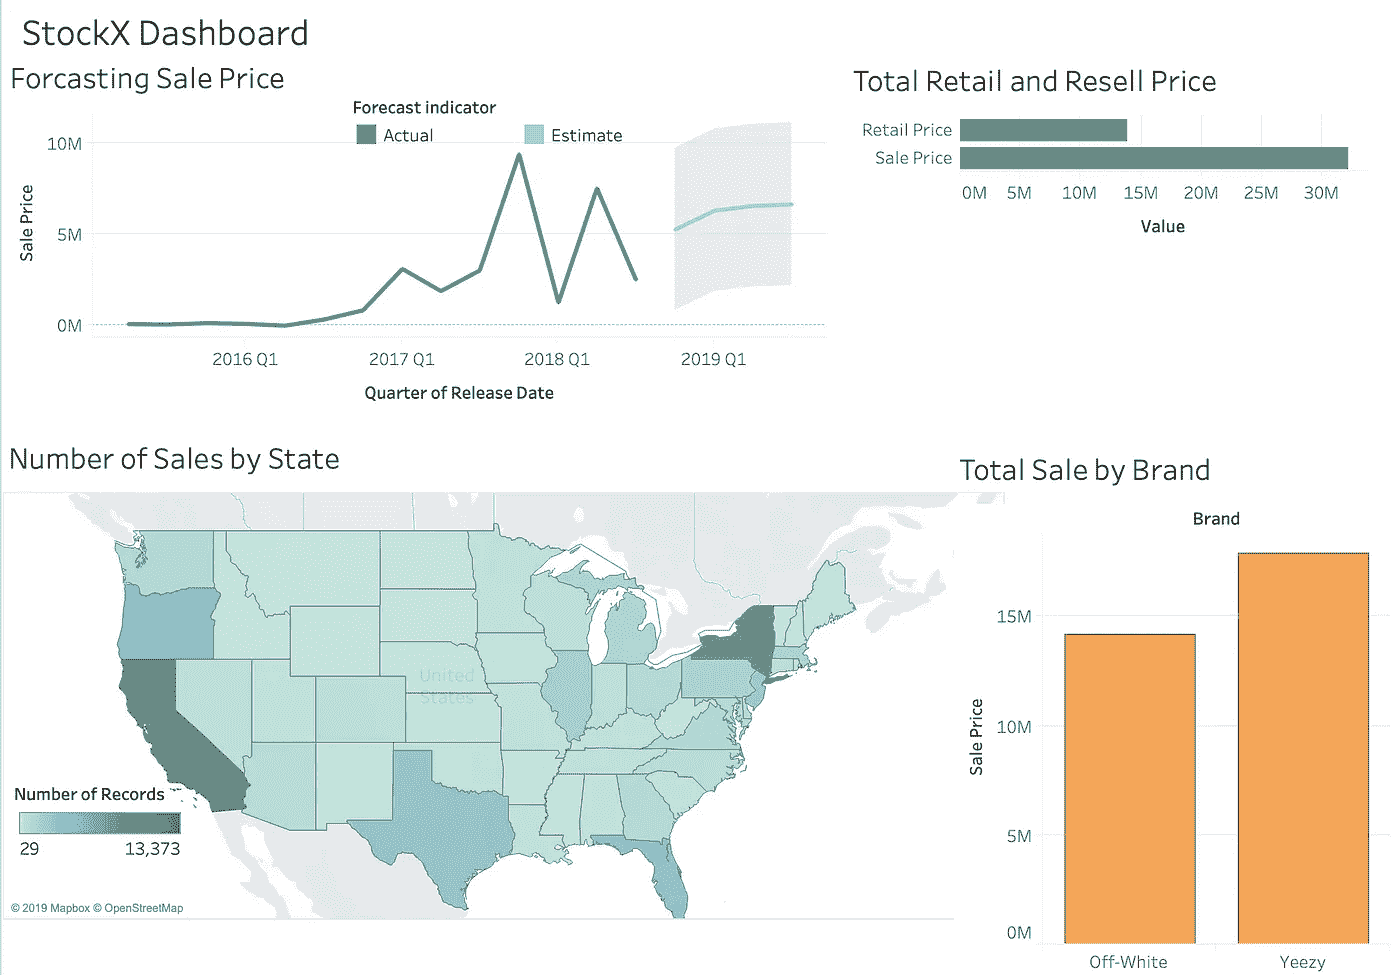 StockX Dashboard
Forcasting Sale Price
Forecast indicator
Actual
Estimate
10M
5M
0M
Sale Price
2016 Q1
2017 Q1
2018 Q1
2019 Q1
Quarter of Release Date
Total Retail and Resell Price
Retail Price
Sale Price
0M
5M
10M
15M
20M
25M
30M
Value
Number of Sales by State
United
States
Number of Records
29
13,373
© 2019 Mapbox © OpenStreetMap
Total Sale by Brand
Brand
15M
10M
5M
0M
Sale Price
Off-White
Yeezy